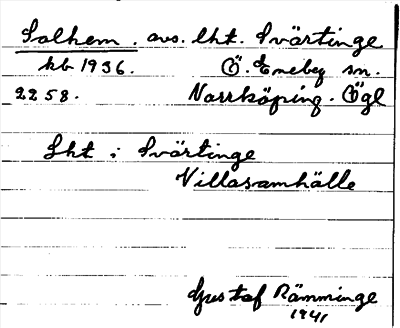 Solhem. avs. lht. Svärtinge
kb 1936. Ö. Eneby sn.
2258. Norrköping. Ögl
Lht i Svärtinge
Villasamhälle
Gustaf Rämminge
1941